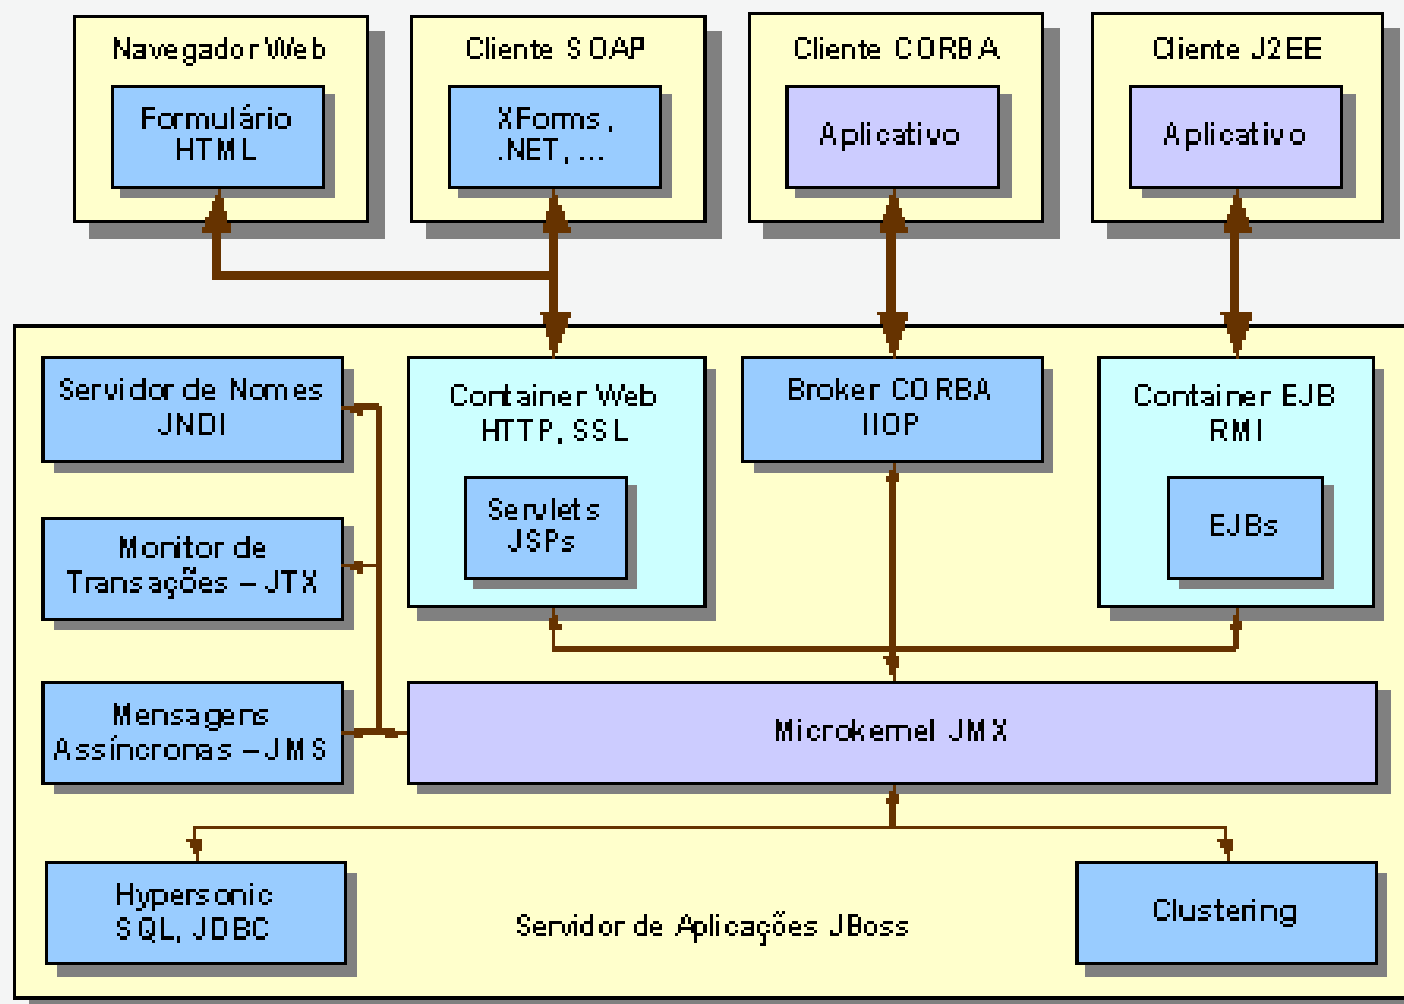 Navegador Web
Formulário
HTML
Cliente SOAP
XForms,
.NET, ...
Cliente CORBA
Aplicativo
Cliente J2EE
Aplicativo
Servidor de Nomes
JNDI
Container Web
HTTP, SSL
Servlets
JSPs
Broker CORBA
IIOP
Container EJB
RMI
EJBs
Monitor de
Transações – JTX
Mensagens
Assíncronas – JMS
Microkernel JMX
Hypersonic
SQL, JDBC
Servidor de Aplicações JBoss
Clustering